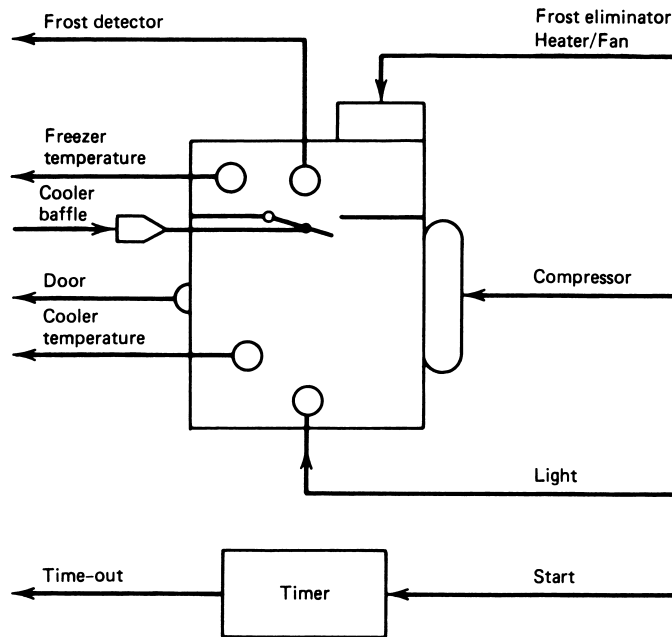 Frost detector
Frost eliminator
Heater/Fan
Freezer
temperature
Cooler
baffle
Door
Compressor
Cooler
temperature
Light
Time-out
Timer
Start